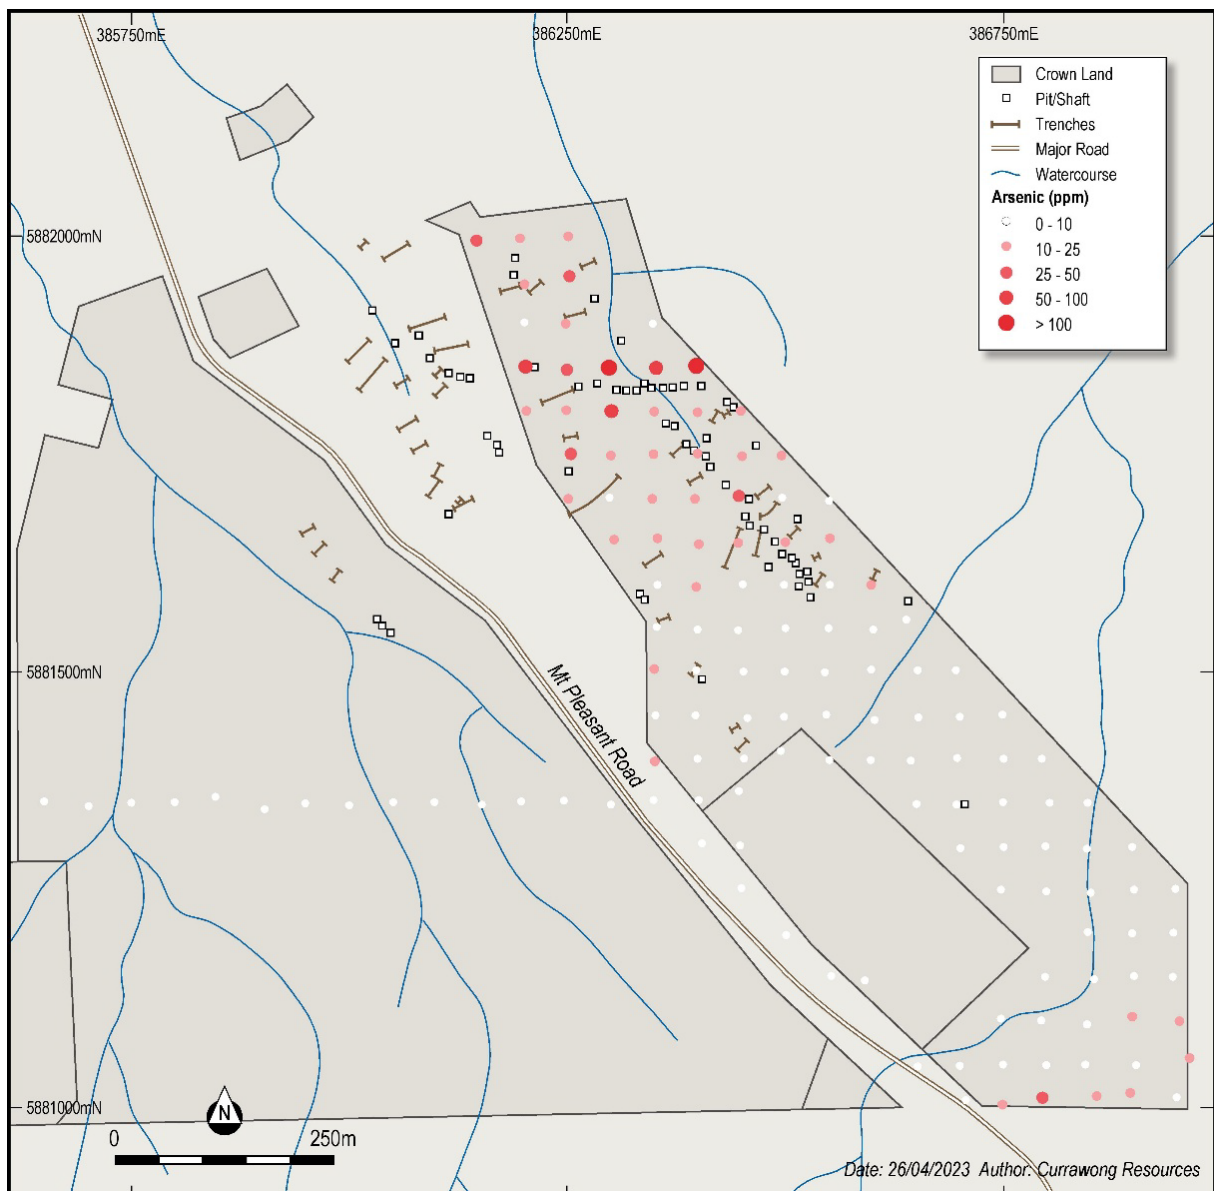 385750mE
386250mE
386750mE
Crown Land
Pit/Shaft
Trenches
Major Road
Watercourse
Arsenic (ppm)
0 - 10
10 - 25
25 - 50
50 - 100
> 100
5882000mN
5881500mN
Mt Pleasant Road
5881000mN
N
0 250m
Date: 26/04/2023 Author: Currawong Resources